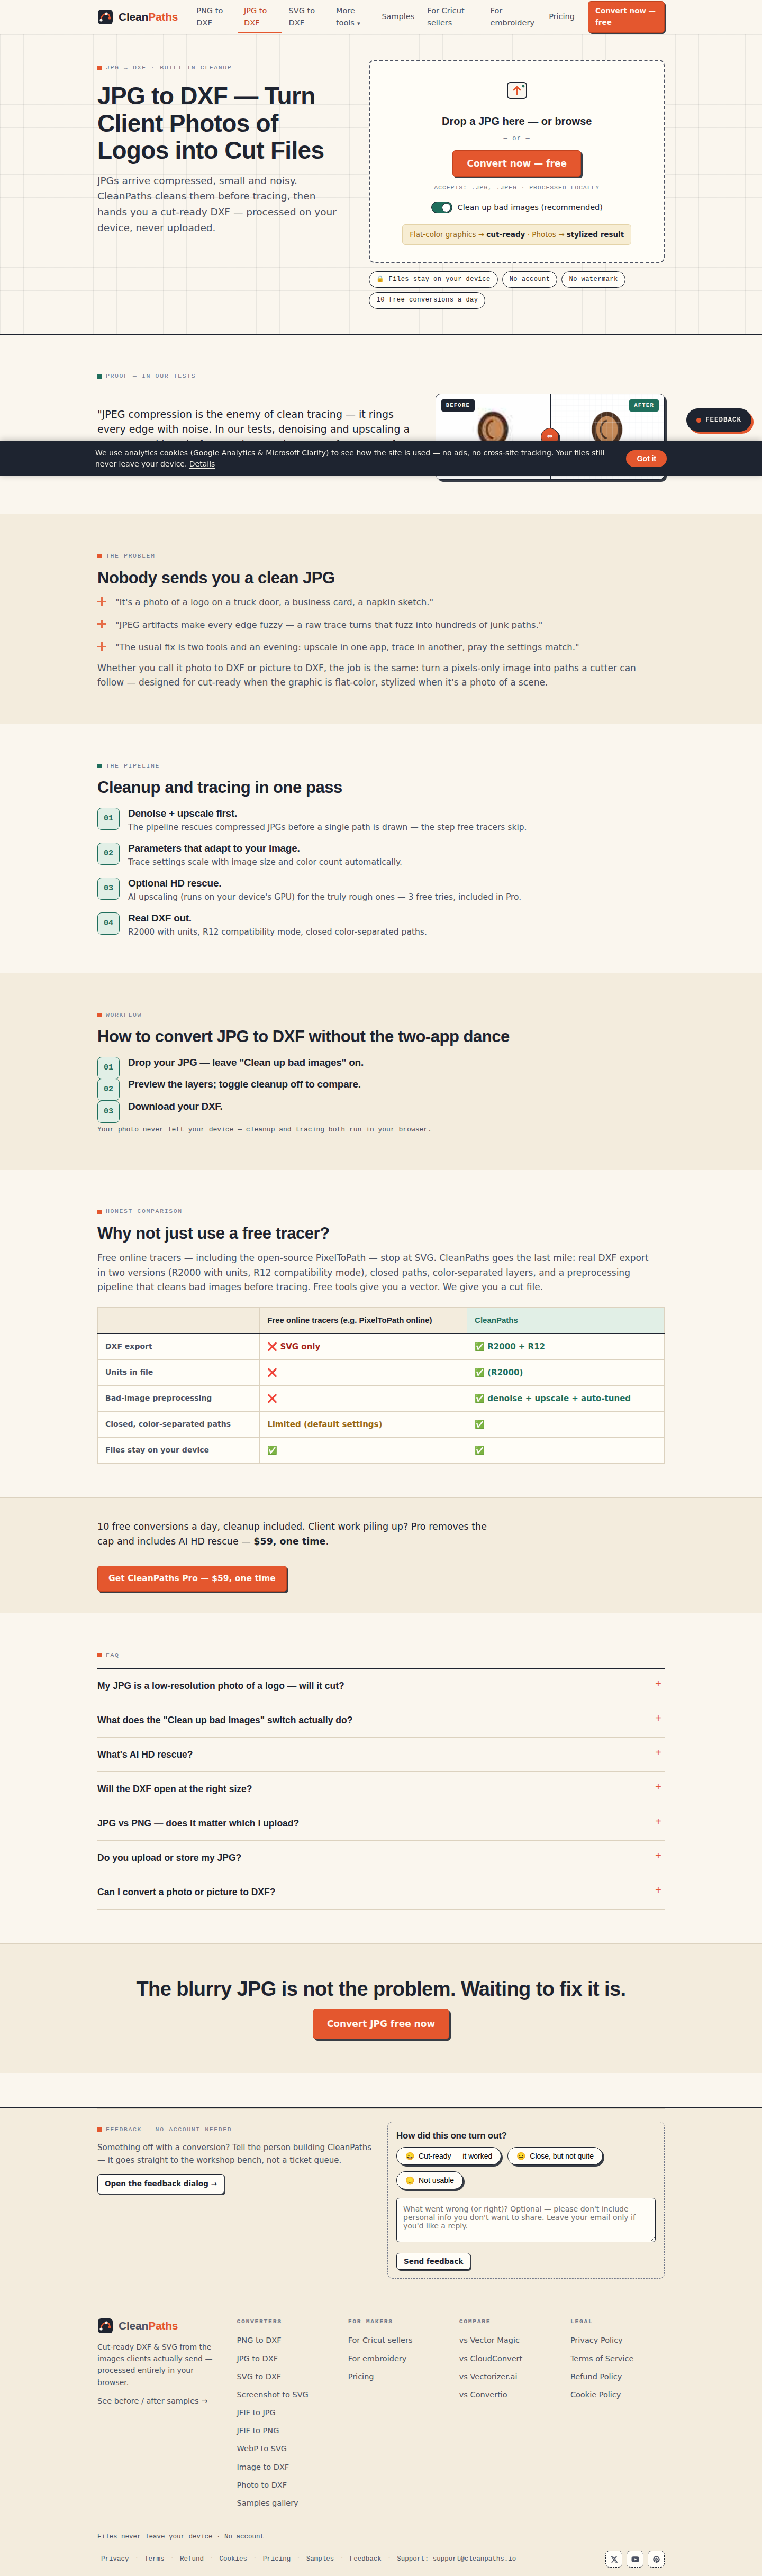 CleanPaths
PNG to DXF
JPG to DXF
SVG to DXF
More tools ▾
Samples
For Cricut sellers
For embroidery
Pricing
Convert now — free
JPG → DXF · BUILT-IN CLEANUP
JPG to DXF — Turn
Client Photos of
Logos into Cut Files
JPGs arrive compressed, small and noisy.
CleanPaths cleans them before tracing, then
hands you a cut-ready DXF — processed on your
device, never uploaded.
Drop a JPG here — or browse
— or —
Convert now — free
ACCEPTS: .JPG, .JPEG · PROCESSED LOCALLY
Clean up bad images (recommended)
Flat-color graphics → cut-ready · Photos → stylized result
🔒 Files stay on your device
No account
No watermark
10 free conversions a day
PROOF — IN OUR TESTS
"JPEG compression is the enemy of clean tracing — it rings
every edge with noise. In our tests, denoising and upscaling a
BEFORE
AFTER
FEEDBACK
We use analytics cookies (Google Analytics & Microsoft Clarity) to see how the site is used — no ads, no cross-site tracking. Your files still
never leave your device. Details
Got it
THE PROBLEM
Nobody sends you a clean JPG
"It's a photo of a logo on a truck door, a business card, a napkin sketch."
"JPEG artifacts make every edge fuzzy — a raw trace turns that fuzz into hundreds of junk paths."
"The usual fix is two tools and an evening: upscale in one app, trace in another, pray the settings match."
Whether you call it photo to DXF or picture to DXF, the job is the same: turn a pixels-only image into paths a cutter can
follow — designed for cut-ready when the graphic is flat-color, stylized when it's a photo of a scene.
THE PIPELINE
Cleanup and tracing in one pass
01
Denoise + upscale first.
The pipeline rescues compressed JPGs before a single path is drawn — the step free tracers skip.
02
Parameters that adapt to your image.
Trace settings scale with image size and color count automatically.
03
Optional HD rescue.
AI upscaling (runs on your device's GPU) for the truly rough ones — 3 free tries, included in Pro.
04
Real DXF out.
R2000 with units, R12 compatibility mode, closed color-separated paths.
WORKFLOW
How to convert JPG to DXF without the two-app dance
01
Drop your JPG — leave "Clean up bad images" on.
02
Preview the layers; toggle cleanup off to compare.
03
Download your DXF.
Your photo never left your device — cleanup and tracing both run in your browser.
HONEST COMPARISON
Why not just use a free tracer?
Free online tracers — including the open-source PixelToPath — stop at SVG. CleanPaths goes the last mile: real DXF export
in two versions (R2000 with units, R12 compatibility mode), closed paths, color-separated layers, and a preprocessing
pipeline that cleans bad images before tracing. Free tools give you a vector. We give you a cut file.
Free online tracers (e.g. PixelToPath online)
CleanPaths
DXF export
❌ SVG only
✅ R2000 + R12
Units in file
❌
✅ (R2000)
Bad-image preprocessing
❌
✅ denoise + upscale + auto-tuned
Closed, color-separated paths
Limited (default settings)
✅
Files stay on your device
✅
✅
10 free conversions a day, cleanup included. Client work piling up? Pro removes the
cap and includes AI HD rescue — $59, one time.
Get CleanPaths Pro — $59, one time
FAQ
My JPG is a low-resolution photo of a logo — will it cut?
+
What does the "Clean up bad images" switch actually do?
+
What's AI HD rescue?
+
Will the DXF open at the right size?
+
JPG vs PNG — does it matter which I upload?
+
Do you upload or store my JPG?
+
Can I convert a photo or picture to DXF?
+
The blurry JPG is not the problem. Waiting to fix it is.
Convert JPG free now
FEEDBACK — NO ACCOUNT NEEDED
Something off with a conversion? Tell the person building CleanPaths
— it goes straight to the workshop bench, not a ticket queue.
Open the feedback dialog →
How did this one turn out?
😄 Cut-ready — it worked
😐 Close, but not quite
😞 Not usable
What went wrong (or right)? Optional — please don't include
personal info you don't want to share. Leave your email only if
you'd like a reply.
Send feedback
CleanPaths
Cut-ready DXF & SVG from the
images clients actually send —
processed entirely in your
browser.
See before / after samples →
CONVERTERS
PNG to DXF
JPG to DXF
SVG to DXF
Screenshot to SVG
JFIF to JPG
JFIF to PNG
WebP to SVG
Image to DXF
Photo to DXF
Samples gallery
FOR MAKERS
For Cricut sellers
For embroidery
Pricing
COMPARE
vs Vector Magic
vs CloudConvert
vs Vectorizer.ai
vs Convertio
LEGAL
Privacy Policy
Terms of Service
Refund Policy
Cookie Policy
Files never leave your device · No account
Privacy
Terms
Refund
Cookies
Pricing
Samples
Feedback
Support: support@cleanpaths.io